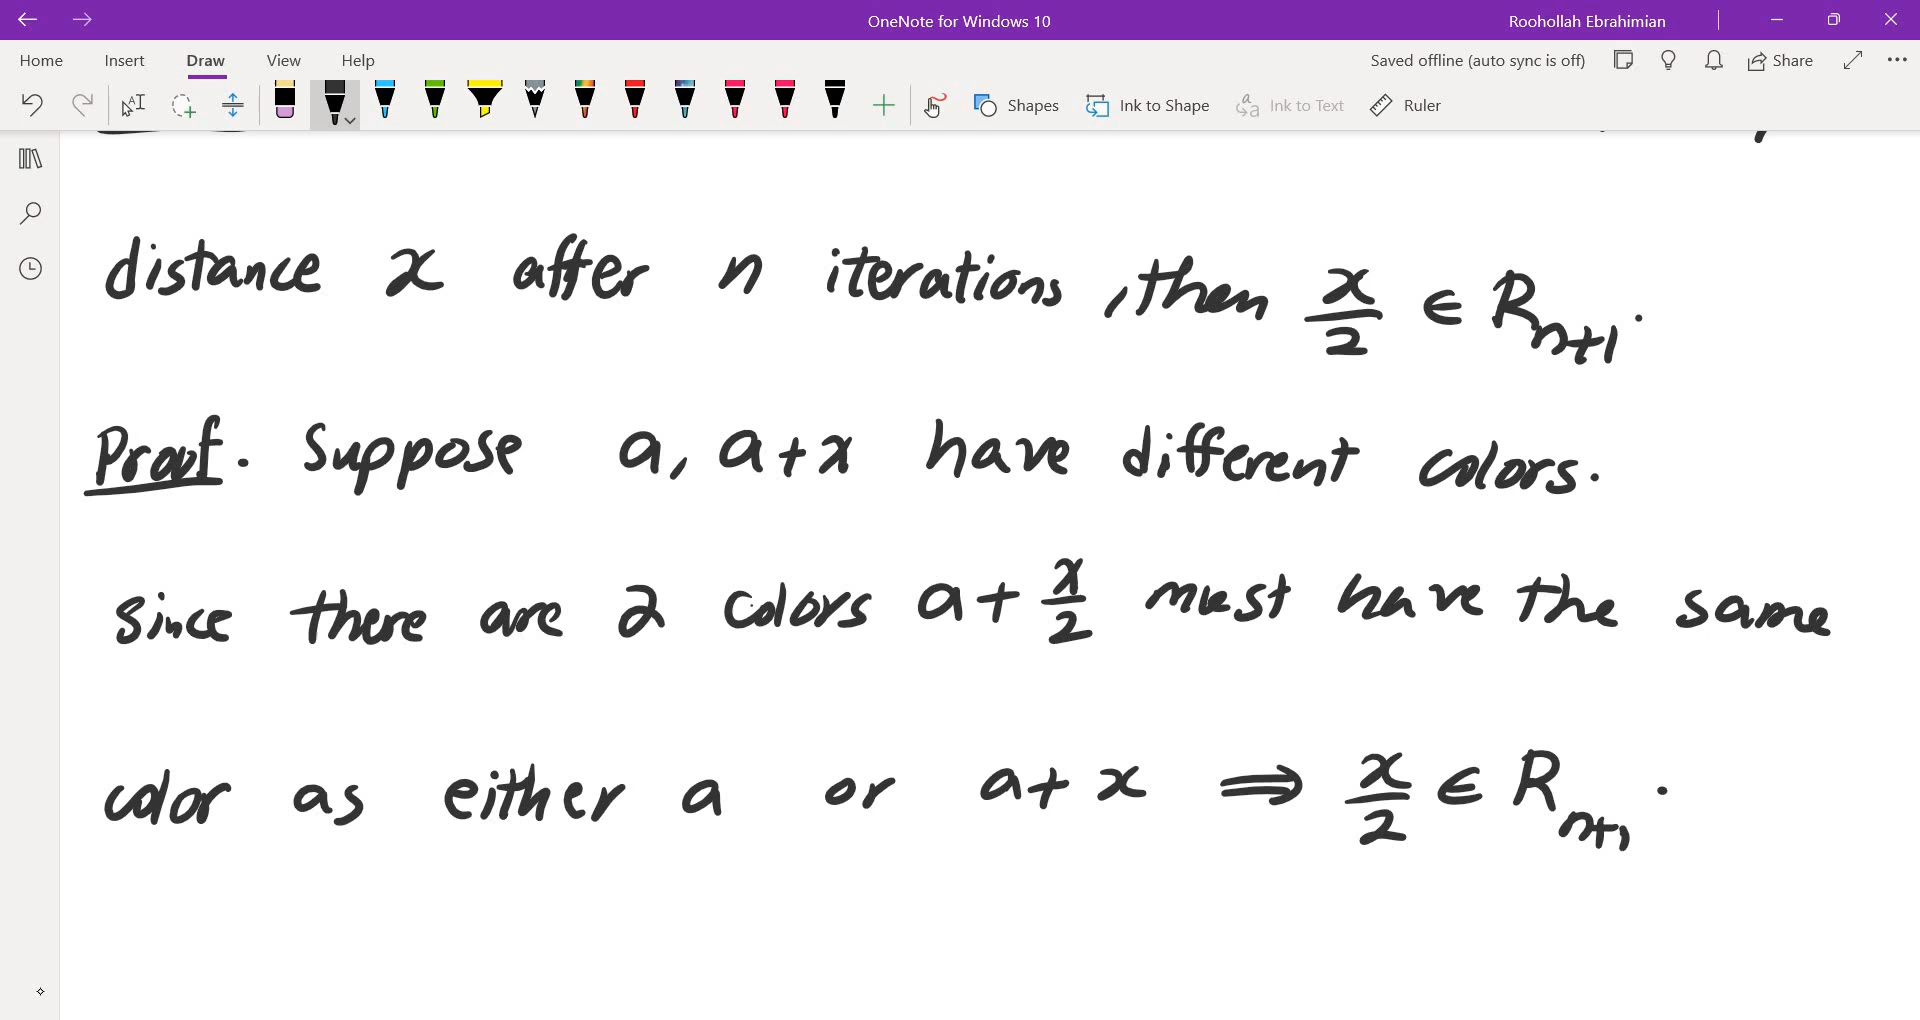 OneNote for Windows 10
Roohollah Ebrahimian
Home Insert Draw View Help
Saved offline (auto sync is off) Share
Shapes Ink to Shape Ink to Text Ruler
distance x after n iterations, then x/2 ∈ R_{n+1}.
Proof. Suppose a, a+x have different colors.
since there are 2 colors a + x/2 must have the same
color as either a or a+x ⟹ x/2 ∈ R_{n+1}.